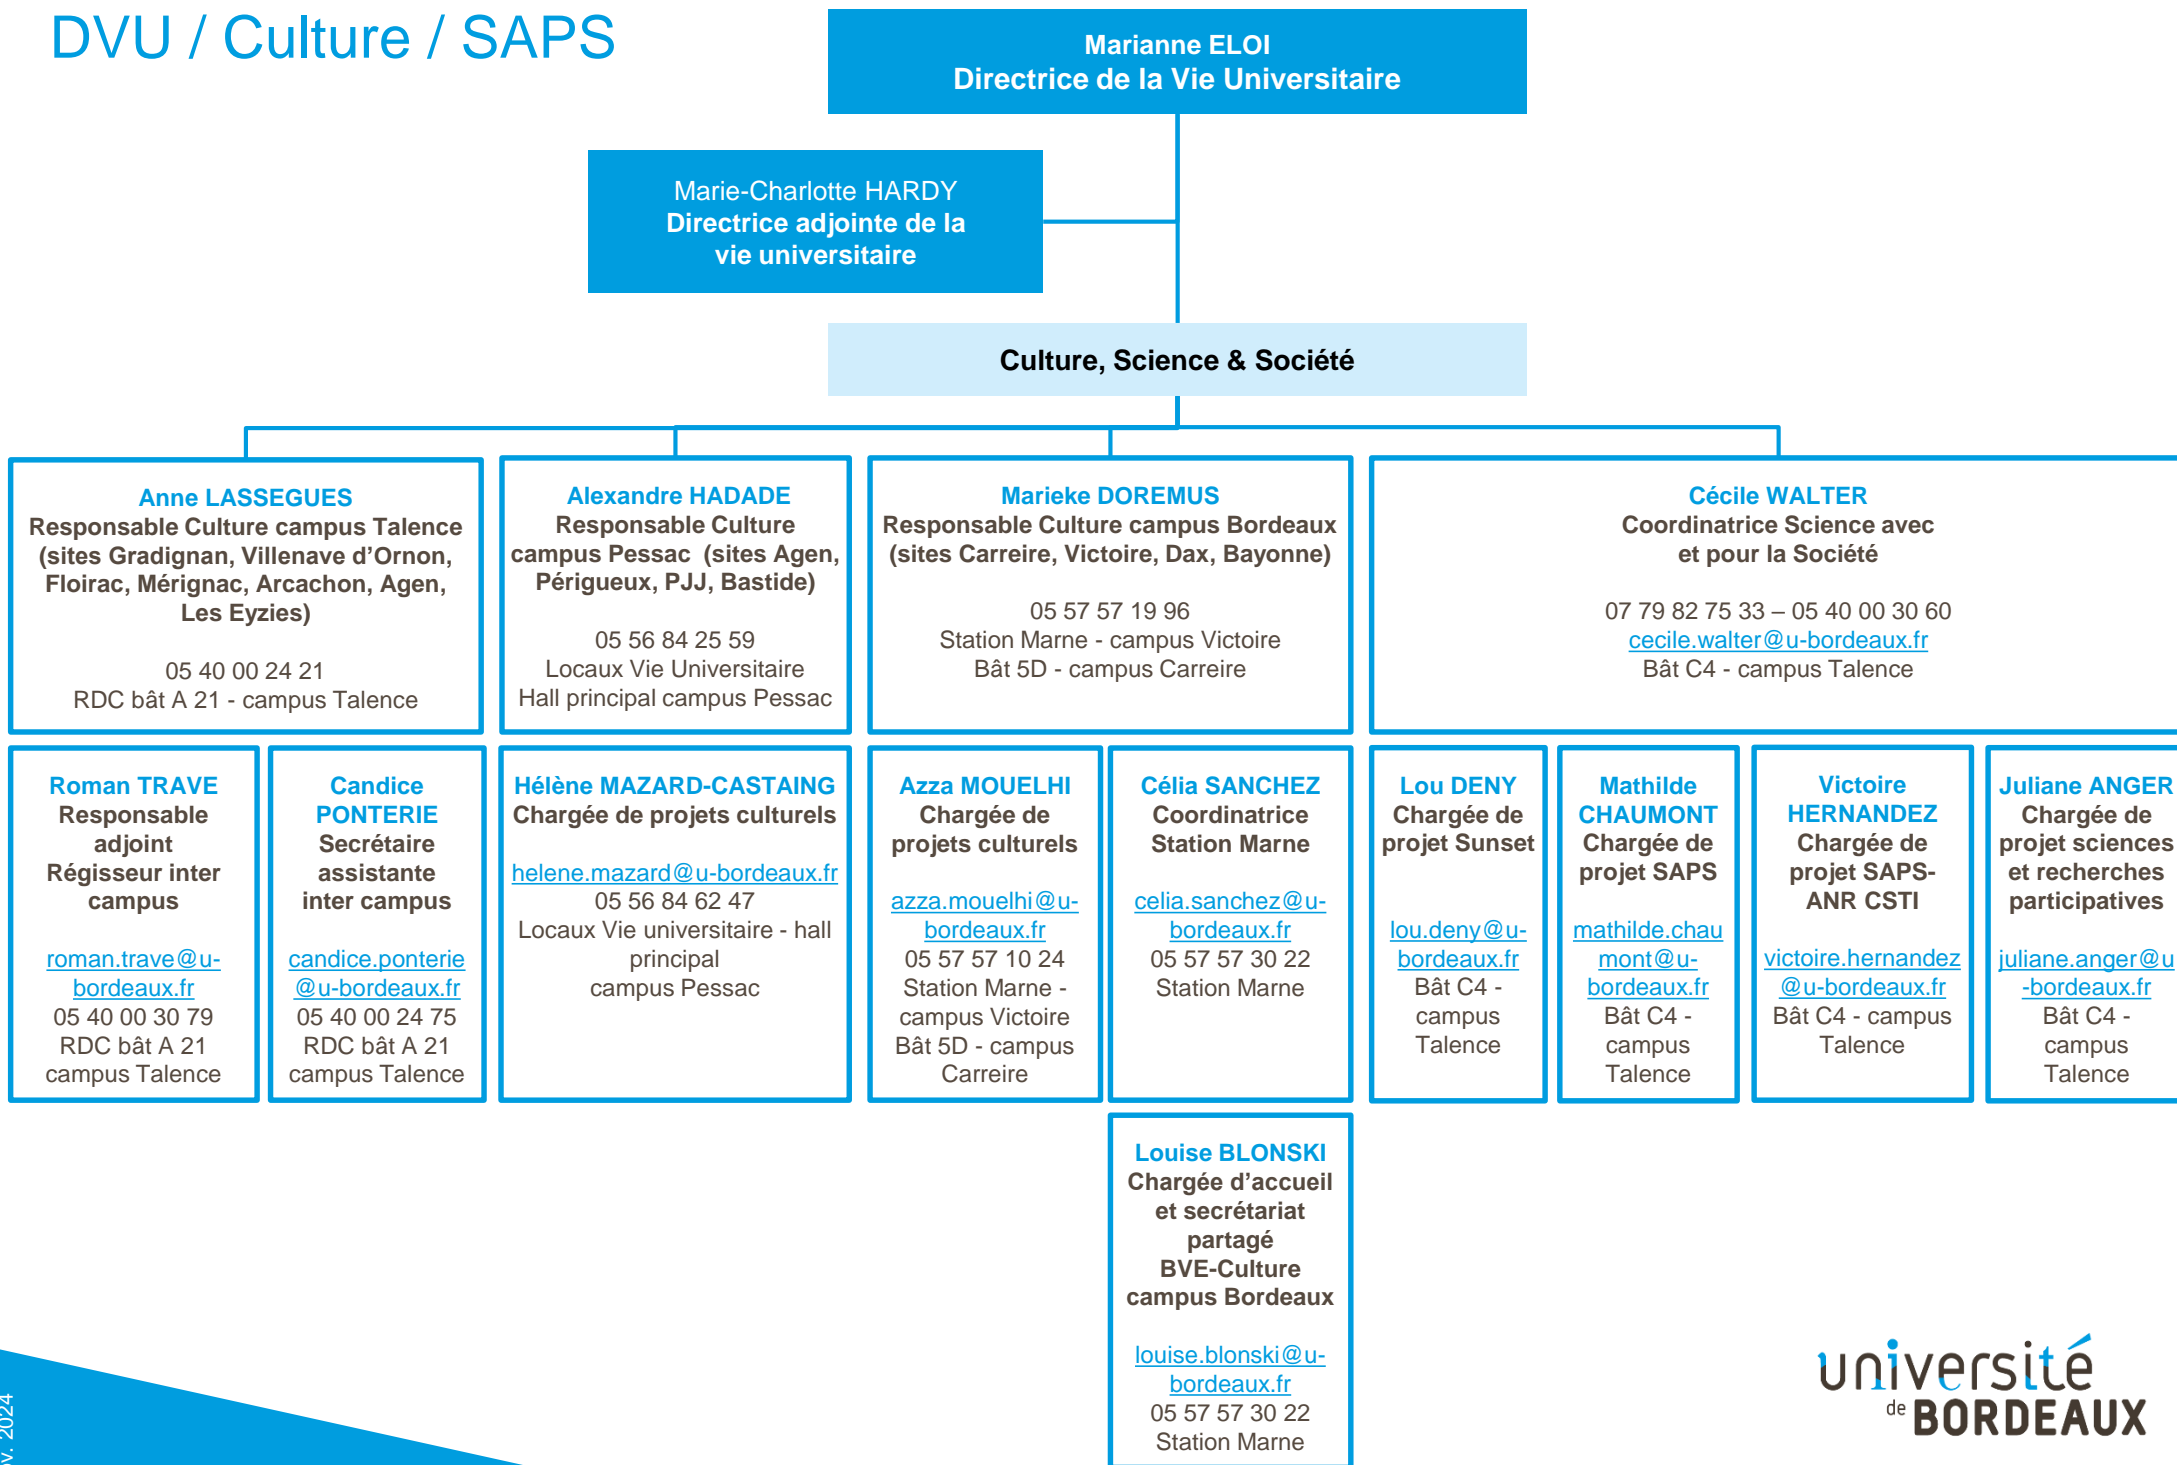 DVU / Culture / SAPS
Marianne ELOI
Directrice de la Vie Universitaire
Marie-Charlotte HARDY
Directrice adjointe de la
vie universitaire
Culture, Science & Société
Anne LASSEGUES
Responsable Culture campus Talence
(sites Gradignan, Villenave d’Ornon,
Floirac, Mérignac, Arcachon, Agen,
Les Eyzies)
05 40 00 24 21
RDC bât A 21 - campus Talence
Alexandre HADADE
Responsable Culture
campus Pessac (sites Agen,
Périgueux, PJJ, Bastide)
05 56 84 25 59
Locaux Vie Universitaire
Hall principal campus Pessac
Marieke DOREMUS
Responsable Culture campus Bordeaux
(sites Carreire, Victoire, Dax, Bayonne)
05 57 57 19 96
Station Marne - campus Victoire
Bât 5D - campus Carreire
Cécile WALTER
Coordinatrice Science avec
et pour la Société
07 79 82 75 33 – 05 40 00 30 60
cecile.walter@u-bordeaux.fr
Bât C4 - campus Talence
Roman TRAVE
Responsable
adjoint
Régisseur inter
campus
roman.trave@u-
bordeaux.fr
05 40 00 30 79
RDC bât A 21
campus Talence
Candice
PONTERIE
Secrétaire
assistante
inter campus
candice.ponterie
@u-bordeaux.fr
05 40 00 24 75
RDC bât A 21
campus Talence
Hélène MAZARD-CASTAING
Chargée de projets culturels
helene.mazard@u-bordeaux.fr
05 56 84 62 47
Locaux Vie universitaire - hall
principal
campus Pessac
Azza MOUELHI
Chargée de
projets culturels
azza.mouelhi@u-
bordeaux.fr
05 57 57 10 24
Station Marne -
campus Victoire
Bât 5D - campus
Carreire
Célia SANCHEZ
Coordinatrice
Station Marne
celia.sanchez@u-
bordeaux.fr
05 57 57 30 22
Station Marne
Lou DENY
Chargée de
projet Sunset
lou.deny@u-
bordeaux.fr
Bât C4 -
campus
Talence
Mathilde
CHAUMONT
Chargée de
projet SAPS
mathilde.chau
mont@u-
bordeaux.fr
Bât C4 -
campus
Talence
Victoire
HERNANDEZ
Chargée de
projet SAPS-
ANR CSTI
victoire.hernandez
@u-bordeaux.fr
Bât C4 - campus
Talence
Juliane ANGER
Chargée de
projet sciences
et recherches
participatives
juliane.anger@u
-bordeaux.fr
Bât C4 -
campus
Talence
Louise BLONSKI
Chargée d’accueil
et secrétariat
partagé
BVE-Culture
campus Bordeaux
louise.blonski@u-
bordeaux.fr
05 57 57 30 22
Station Marne
2024
université
de BORDEAUX